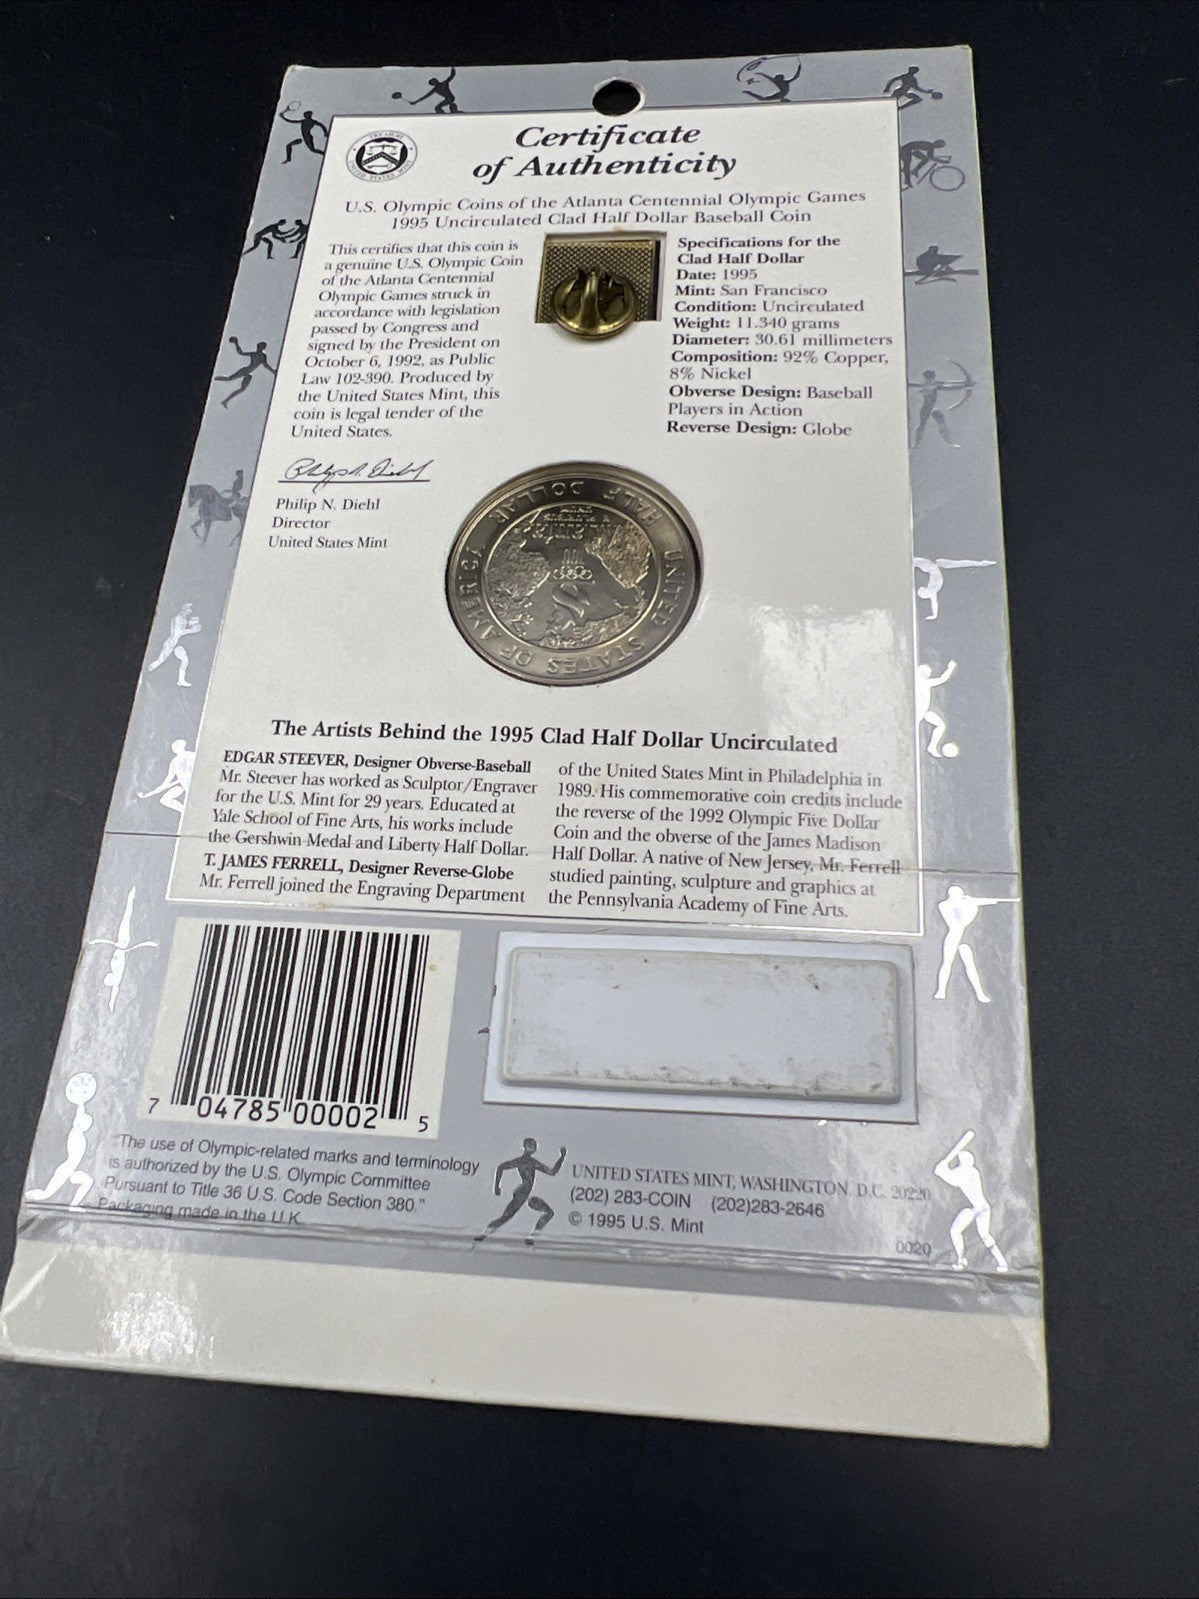 Certificate
of Authenticity
U.S. Olympic Coins of the Atlanta Centennial Olympic Games
1995 Uncirculated Clad Half Dollar Baseball Coin
This certifies that this coin is
a genuine U.S. Olympic Coin
of the Atlanta Centennial
Olympic Games struck in
accordance with legislation
passed by Congress and
signed by the President on
October 6, 1992, as Public
Law 102-390. Produced by
the United States Mint, this
coin is legal tender of the
United States.
Philip N. Diehl
Director
United States Mint
Specifications for the
Clad Half Dollar
Date: 1995
Mint: San Francisco
Condition: Uncirculated
Weight: 11.340 grams
Diameter: 30.61 millimeters
Composition: 92% Copper,
8% Nickel
Obverse Design: Baseball
Players in Action
Reverse Design: Globe
UNITED STATES OF AMERICA
HALF DOLLAR
The Artists Behind the 1995 Clad Half Dollar Uncirculated
EDGAR STEEVER, Designer Obverse-Baseball
Mr. Steever has worked as Sculptor/Engraver
for the U.S. Mint for 29 years. Educated at
Yale School of Fine Arts, his works include
the Gershwin Medal and Liberty Half Dollar.
T. JAMES FERRELL, Designer Reverse-Globe
Mr. Ferrell joined the Engraving Department
of the United States Mint in Philadelphia in
1989. His commemorative coin credits include
the reverse of the 1992 Olympic Five Dollar
Coin and the obverse of the James Madison
Half Dollar. A native of New Jersey, Mr. Ferrell
studied painting, sculpture and graphics at
the Pennsylvania Academy of Fine Arts.
7 04785 00002 5
"The use of Olympic-related marks and terminology
is authorized by the U.S. Olympic Committee
Pursuant to Title 36 U.S. Code Section 380."
Packaging made in the U.K.
UNITED STATES MINT, WASHINGTON, D.C. 20220
(202) 283-COIN (202)283-2646
© 1995 U.S. Mint
0020